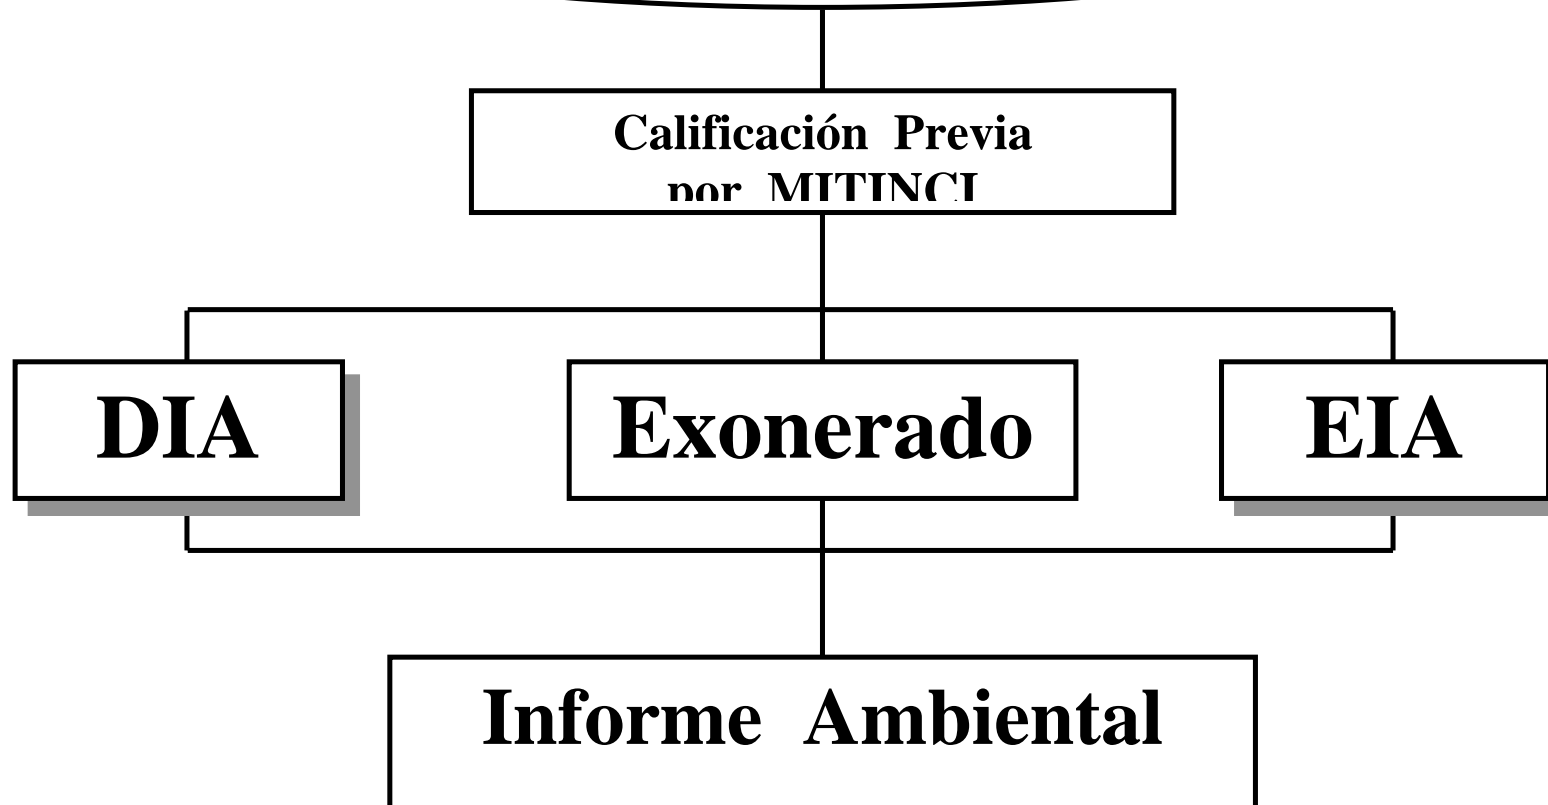 Calificación Previa
por MITINCI
DIA
Exonerado
EIA
Informe Ambiental